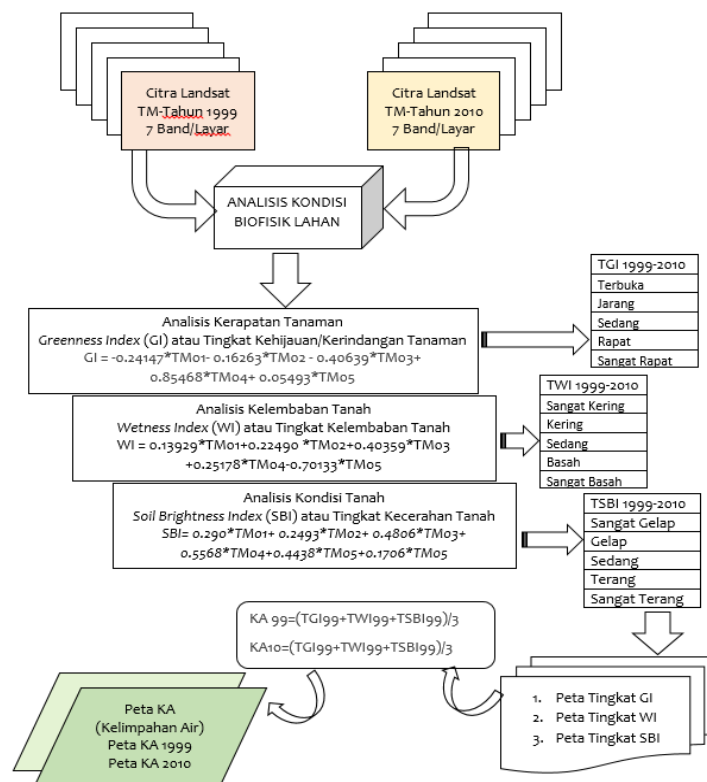 Citra Landsat
TM-Tahun 1999
7 Band/Layar
Citra Landsat
TM-Tahun 2010
7 Band/Layar
ANALISIS KONDISI
BIOFISIK LAHAN
Analisis Kerapatan Tanaman
Greenness Index (GI) atau Tingkat Kehijauan/Kerindangan Tanaman
GI = -0.24147*TM01- 0.16263*TM02 - 0.40639*TM03+
0.85468*TM04+ 0.05493*TM05
TGI 1999-2010
Terbuka
Jarang
Sedang
Rapat
Sangat Rapat
Analisis Kelembaban Tanah
Wetness Index (WI) atau Tingkat Kelembaban Tanah
WI = 0.13929*TM01+0.22490 *TM02+0.40359*TM03
+0.25178*TM04-0.70133*TM05
TWI 1999-2010
Sangat Kering
Kering
Sedang
Basah
Sangat Basah
Analisis Kondisi Tanah
Soil Brightness Index (SBI) atau Tingkat Kecerahan Tanah
SBI= 0.290*TM01+ 0.2493*TM02+ 0.4806*TM03+
0.5568*TM04+0.4438*TM05+0.1706*TM05
TSBI 1999-2010
Sangat Gelap
Gelap
Sedang
Terang
Sangat Terang
KA 99=(TGI99+TWI99+TSBI99)/3
KA10=(TGI99+TWI99+TSBI99)/3
1. Peta Tingkat GI
2. Peta Tingkat WI
3. Peta Tingkat SBI
Peta KA
(Kelimpahan Air)
Peta KA 1999
Peta KA 2010